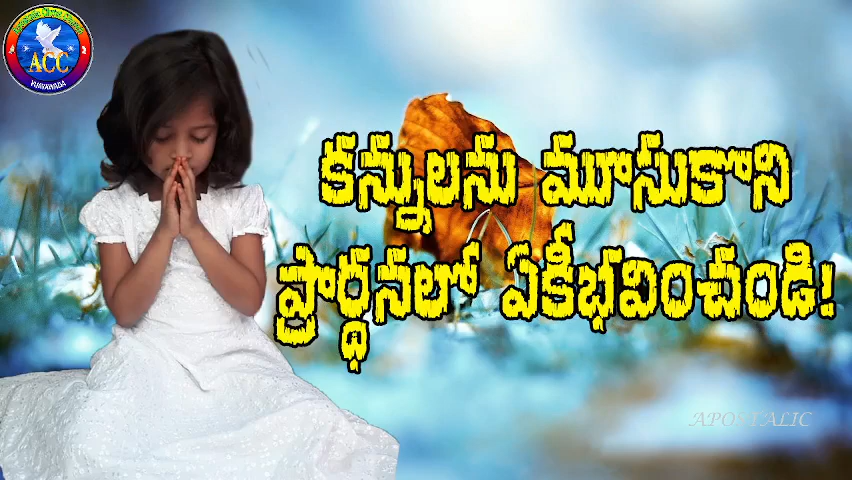 ACC
VIJAYAWADA
కన్నులను మూసుకొని
ప్రార్థనలో ఏకీభవించండి!
APOSTALIC